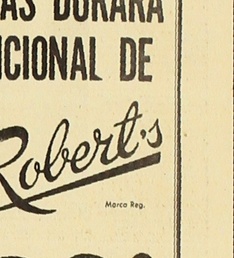 AS DURARA
ICIONAL DE
Robert's
Marca Reg.